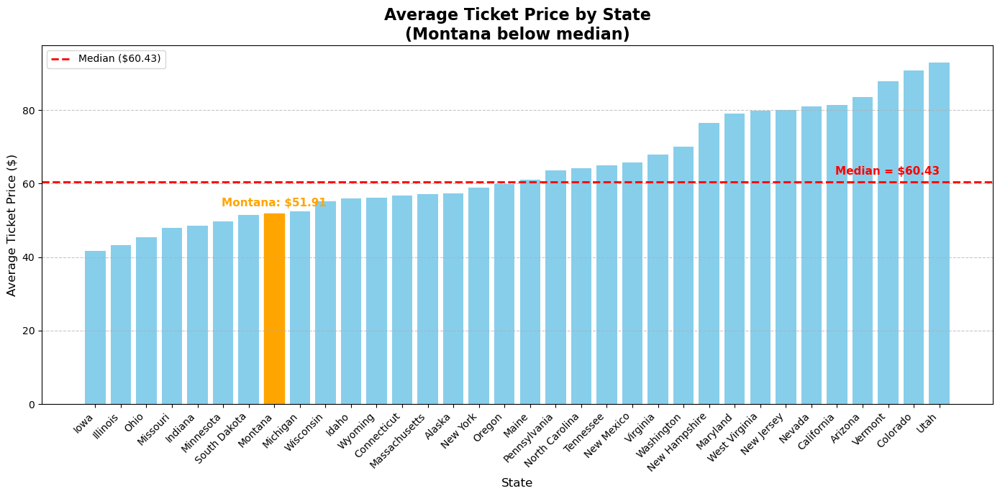 Average Ticket Price by State
(Montana below median)
Median ($60.43)
Average Ticket Price ($)
80
60
40
20
0
Median = $60.43
Montana: $51.91
Iowa
Illinois
Ohio
Missouri
Indiana
Minnesota
South Dakota
Montana
Michigan
Wisconsin
Idaho
Wyoming
Connecticut
Massachusetts
Alaska
New York
Oregon
Maine
Pennsylvania
North Carolina
Tennessee
New Mexico
Virginia
Washington
New Hampshire
Maryland
West Virginia
New Jersey
Nevada
California
Arizona
Vermont
Colorado
Utah
State